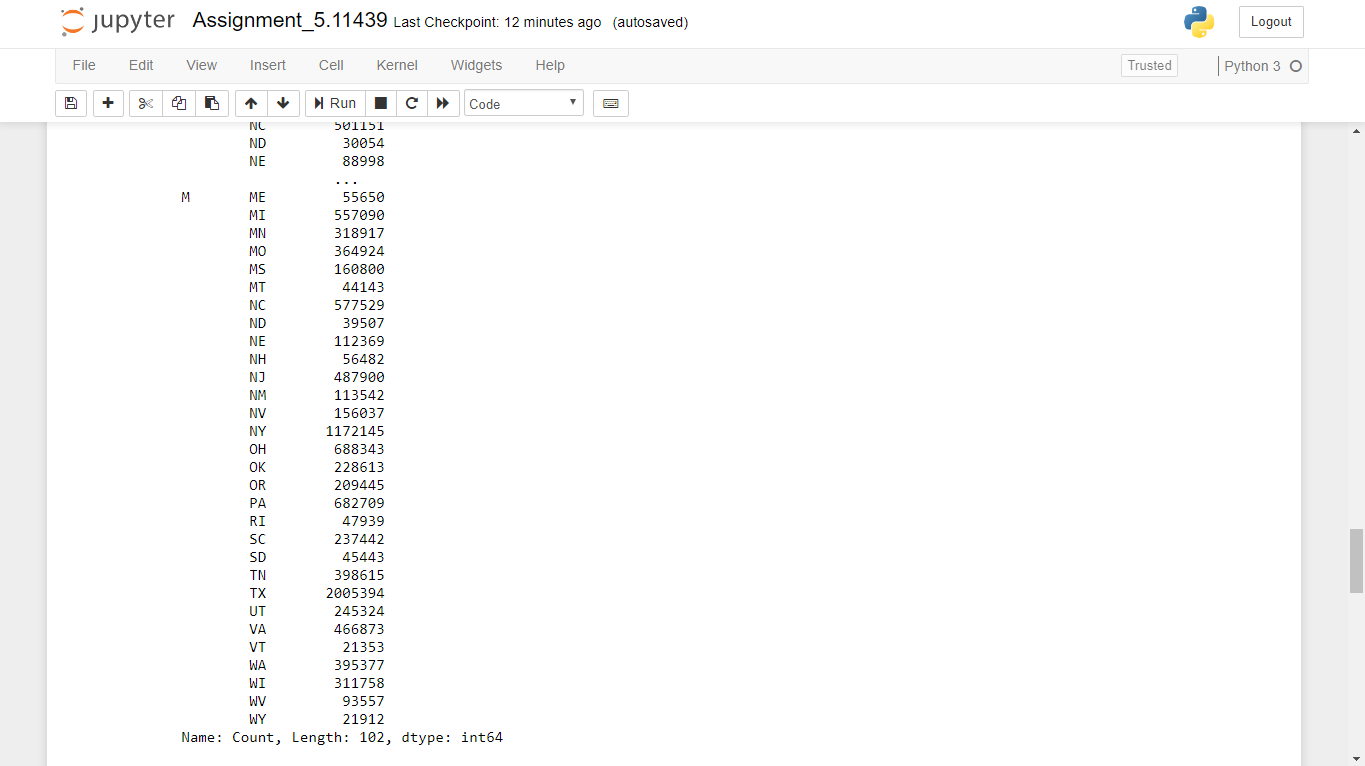 jupyter Assignment_5.11439 Last Checkpoint: 12 minutes ago (autosaved) Logout
File Edit View Insert Cell Kernel Widgets Help Trusted Python 3
Run Code
NC 501151
ND 30054
NE 88998
...
M ME 55650
MI 557090
MN 318917
MO 364924
MS 160800
MT 44143
NC 577529
ND 39507
NE 112369
NH 56482
NJ 487900
NM 113542
NV 156037
NY 1172145
OH 688343
OK 228613
OR 209445
PA 682709
RI 47939
SC 237442
SD 45443
TN 398615
TX 2005394
UT 245324
VA 466873
VT 21353
WA 395377
WI 311758
WV 93557
WY 21912
Name: Count, Length: 102, dtype: int64